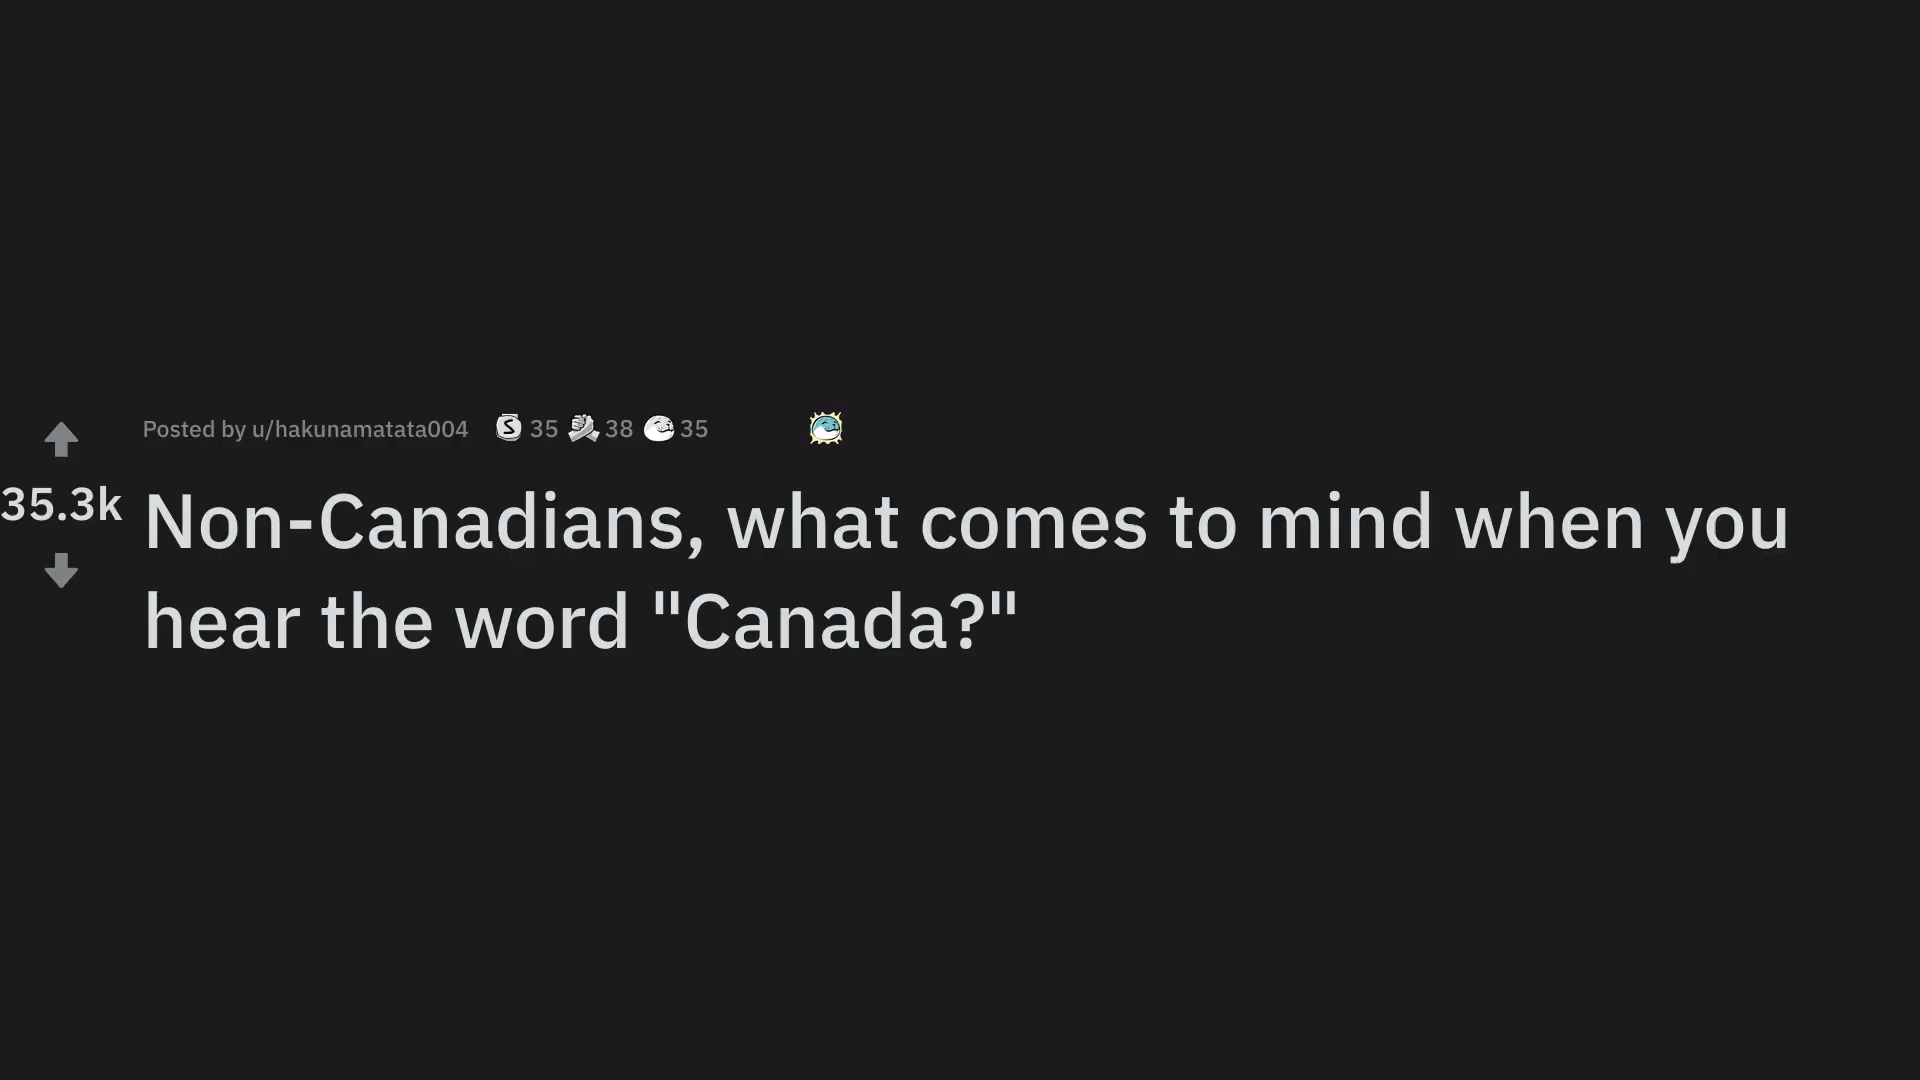 Posted by u/hakunamatata004 35 38 35
35.3k
Non-Canadians, what comes to mind when you
hear the word "Canada?"